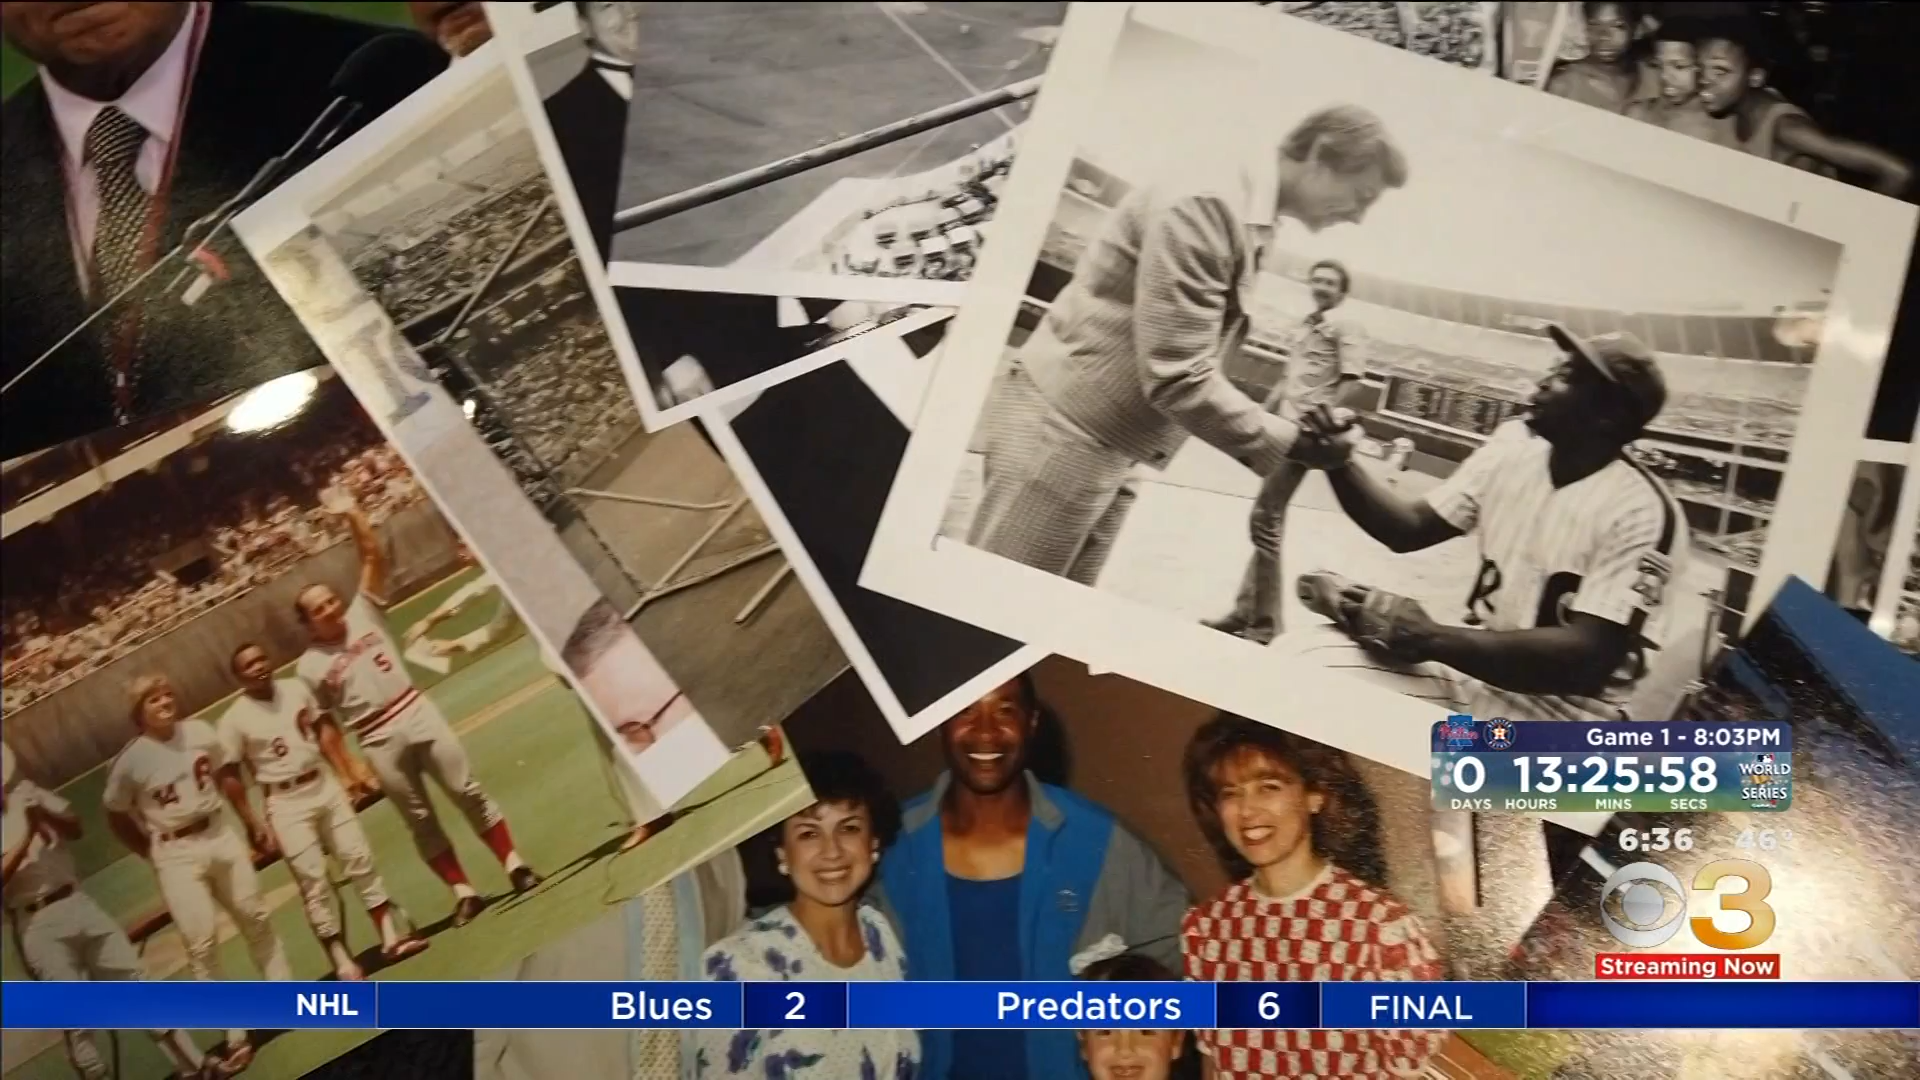 5
6
14
R
Game 1 - 8:03PM
0 13:25:58
WORLD
SERIES
DAYS HOURS MINS SECS
6:36 46°
3
Streaming Now
NHL Blues 2 Predators 6 FINAL